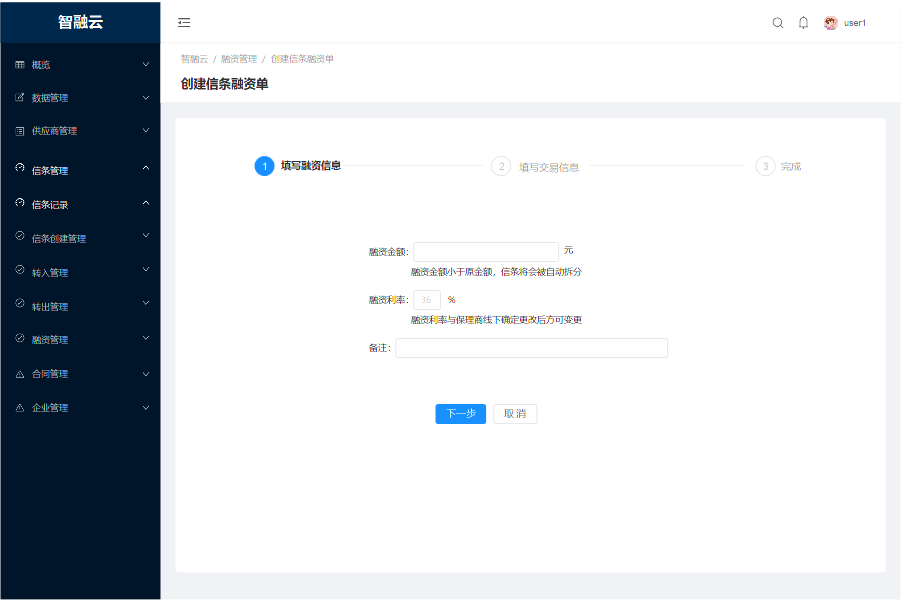 智融云
user1
概览
数据管理
供应商管理
信条管理
信条记录
信条创建管理
转入管理
转出管理
融资管理
合同管理
企业管理
智融云 / 融资管理 / 创建信条融资单
创建信条融资单
1 填写融资信息
2 填写交易信息
3 完成
融资金额: 元
融资金额小于原金额，信条将会被自动拆分
融资利率: 36 %
融资利率与保理商线下确定更改后方可变更
备注:
下一步 取 消